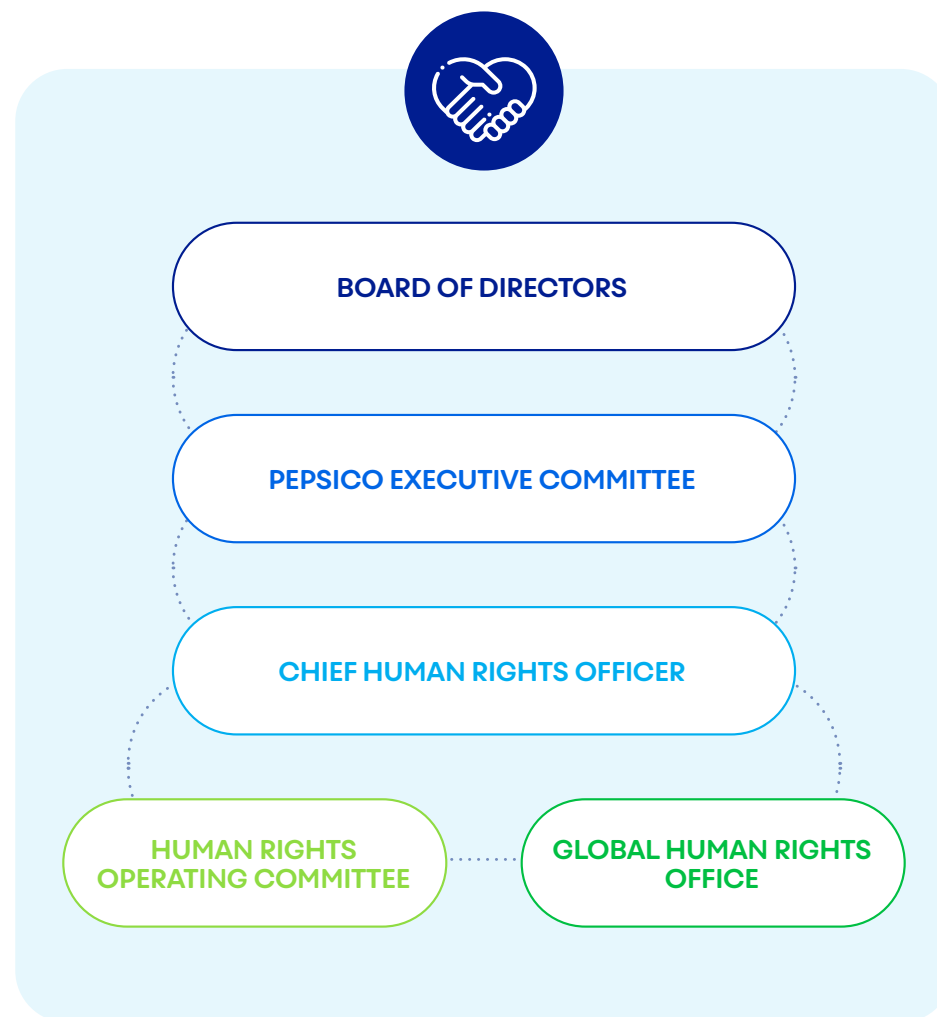 BOARD OF DIRECTORS
PEPSICO EXECUTIVE COMMITTEE
CHIEF HUMAN RIGHTS OFFICER
HUMAN RIGHTS
OPERATING COMMITTEE
GLOBAL HUMAN RIGHTS
OFFICE